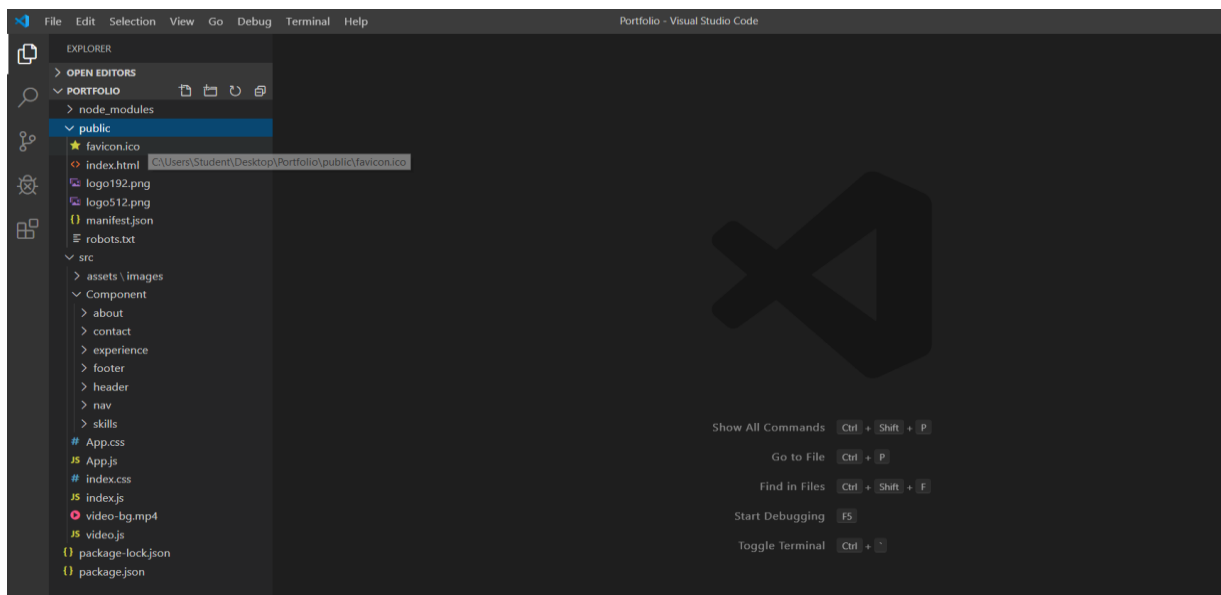 File Edit Selection View Go Debug Terminal Help Portfolio - Visual Studio Code
EXPLORER
OPEN EDITORS
PORTFOLIO
node_modules
public
favicon.ico
index.html
C:\Users\Student\Desktop\Portfolio\public\favicon.ico
logo192.png
logo512.png
{} manifest.json
robots.txt
src
assets \ images
Component
about
contact
experience
footer
header
nav
skills
# App.css
JS App.js
# index.css
JS index.js
video-bg.mp4
JS video.js
{} package-lock.json
{} package.json
Show All Commands Ctrl + Shift + P
Go to File Ctrl + P
Find in Files Ctrl + Shift + F
Start Debugging F5
Toggle Terminal Ctrl + `